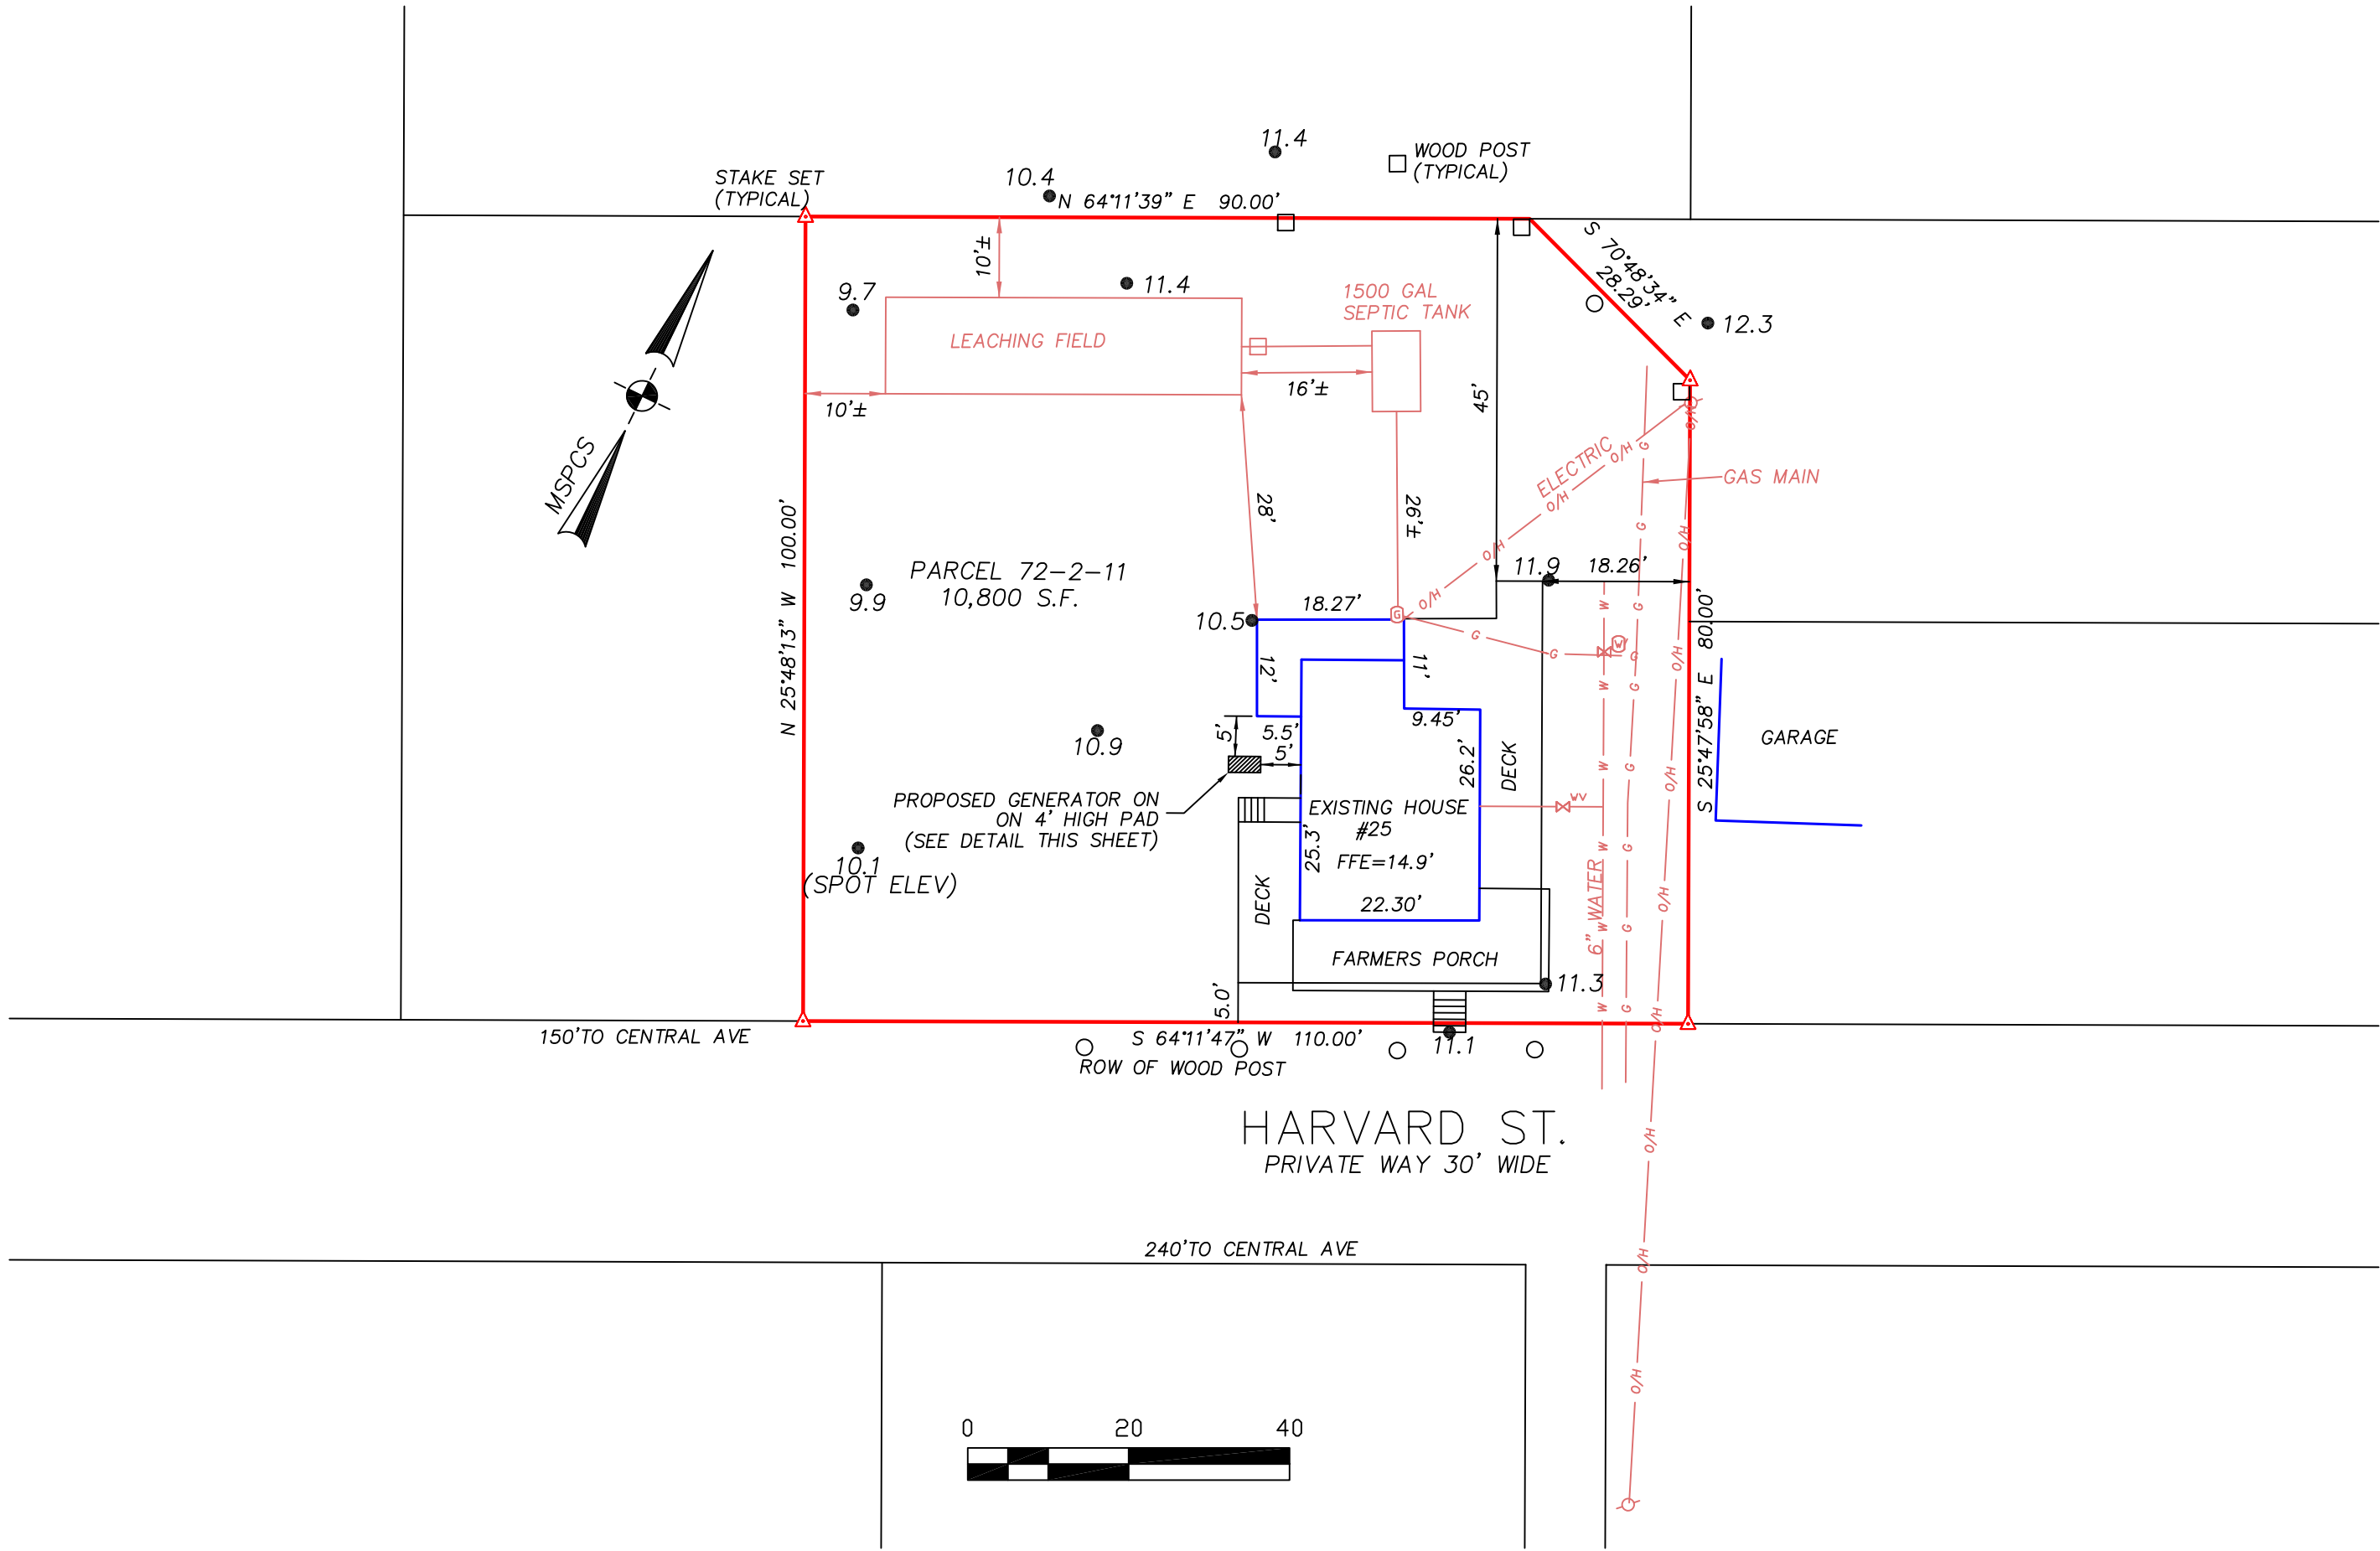 11.4
WOOD POST
(TYPICAL)
STAKE SET
(TYPICAL)
10.4
N 64°11'39" E 90.00'
S 70°48'34" E
28.29'
10'±
9.7
11.4
1500 GAL
SEPTIC TANK
12.3
LEACHING FIELD
16'±
10'±
45'
O/H
MSPCS
ELECTRIC
O/H
G
O/H
GAS MAIN
N 25°48'13" W 100.00'
28'
26'±
G
O/H
O/H
PARCEL 72-2-11
10,800 S.F.
11.9
18.26'
9.9
10.5
18.27'
G
O/H
W
G
O/H
S 25°47'58" E 80.00'
12'
11'
G
G
W
G
O/H
W
G
O/H
5'
5.5'
9.45'
10.9
5'
26.2'
DECK
W
G
O/H
O/H
GARAGE
PROPOSED GENERATOR ON
ON 4' HIGH PAD
(SEE DETAIL THIS SHEET)
EXISTING HOUSE
#25
FFE=14.9'
25.3'
WV
W
G
10.1
(SPOT ELEV)
DECK
22.30'
6" WATER
W
G
O/H
FARMERS PORCH
5.0'
11.3
W
G
O/H
150'TO CENTRAL AVE
S 64°11'47" W 110.00'
11.1
ROW OF WOOD POST
HARVARD ST.
PRIVATE WAY 30' WIDE
O/H
240'TO CENTRAL AVE
O/H
O/H
0 20 40